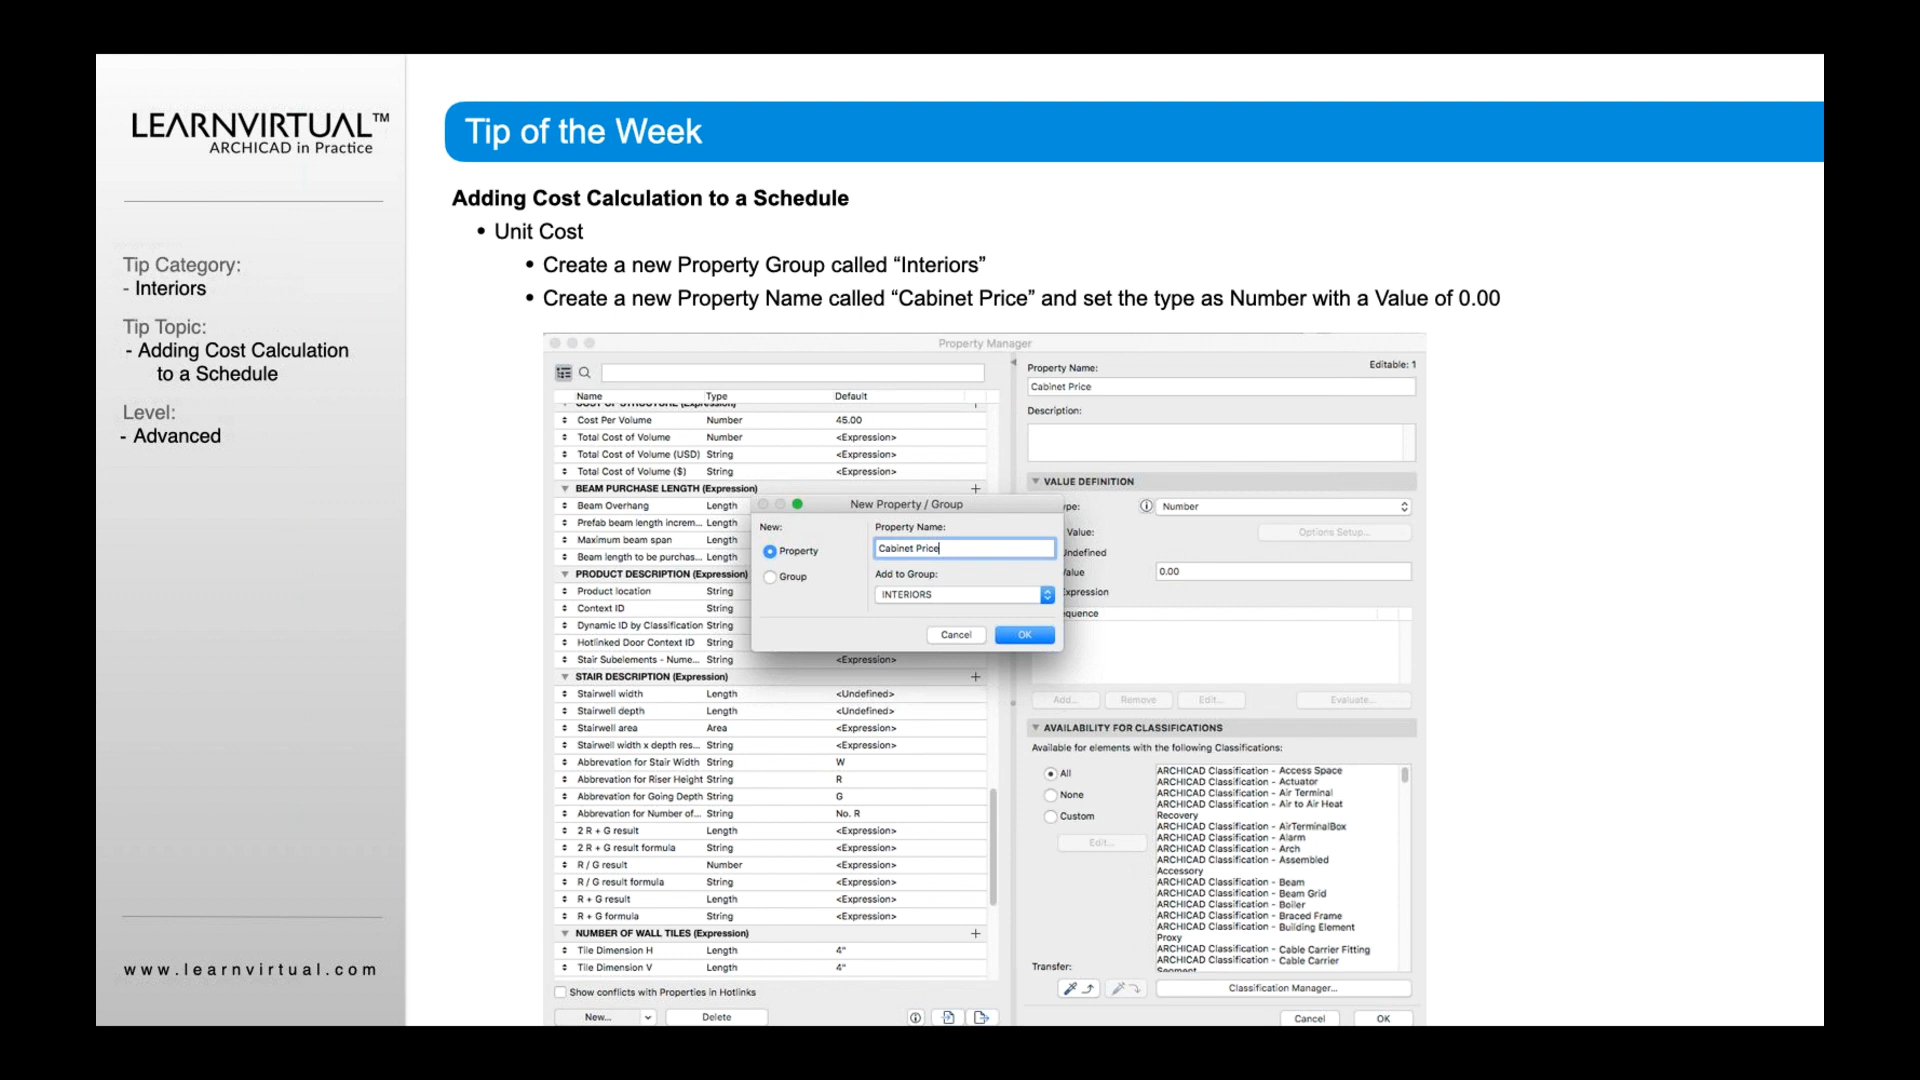 LEARNVIRTUAL™
ARCHICAD in Practice
Tip Category:
- Interiors
Tip Topic:
- Adding Cost Calculation
to a Schedule
Level:
- Advanced
www.learnvirtual.com
Tip of the Week
Adding Cost Calculation to a Schedule
• Unit Cost
• Create a new Property Group called “Interiors”
• Create a new Property Name called “Cabinet Price” and set the type as Number with a Value of 0.00
Property Manager
Name Type Default
COST OF STRUCTURE (Expression)
Cost Per Volume Number 45.00
Total Cost of Volume Number <Expression>
Total Cost of Volume (USD) String <Expression>
Total Cost of Volume ($) String <Expression>
BEAM PURCHASE LENGTH (Expression)
Beam Overhang Length
Prefab beam length increm... Length
Maximum beam span Length
Beam length to be purchas... Length
PRODUCT DESCRIPTION (Expression)
Product location String
Context ID String
Dynamic ID by Classification String
Hotlinked Door Context ID String
Stair Subelements - Nume... String <Expression>
STAIR DESCRIPTION (Expression)
Stairwell width Length <Undefined>
Stairwell depth Length <Undefined>
Stairwell area Area <Expression>
Stairwell width x depth res... String <Expression>
Abbrevation for Stair Width String W
Abbrevation for Riser Height String R
Abbrevation for Going Depth String G
Abbrevation for Number of... String No. R
2 R + G result Length <Expression>
2 R + G result formula String <Expression>
R / G result Number <Expression>
R / G result formula String <Expression>
R + G result Length <Expression>
R + G formula String <Expression>
NUMBER OF WALL TILES (Expression)
Tile Dimension H Length 4"
Tile Dimension V Length 4"
Show conflicts with Properties in Hotlinks
New... Delete
New Property / Group
New:
Property
Group
Property Name:
Cabinet Price
Add to Group:
INTERIORS
Cancel OK
Property Name: Editable: 1
Cabinet Price
Description:
VALUE DEFINITION
ype: Number
Value: Options Setup...
Undefined
alue 0.00
xpression
quence
Add... Remove Edit... Evaluate...
AVAILABILITY FOR CLASSIFICATIONS
Available for elements with the following Classifications:
All
None
Custom
Edit...
ARCHICAD Classification - Access Space
ARCHICAD Classification - Actuator
ARCHICAD Classification - Air Terminal
ARCHICAD Classification - Air to Air Heat
Recovery
ARCHICAD Classification - AirTerminalBox
ARCHICAD Classification - Alarm
ARCHICAD Classification - Arch
ARCHICAD Classification - Assembled
Accessory
ARCHICAD Classification - Beam
ARCHICAD Classification - Beam Grid
ARCHICAD Classification - Boiler
ARCHICAD Classification - Braced Frame
ARCHICAD Classification - Building Element
Proxy
ARCHICAD Classification - Cable Carrier Fitting
ARCHICAD Classification - Cable Carrier
Segment
Transfer:
Classification Manager...
Cancel OK